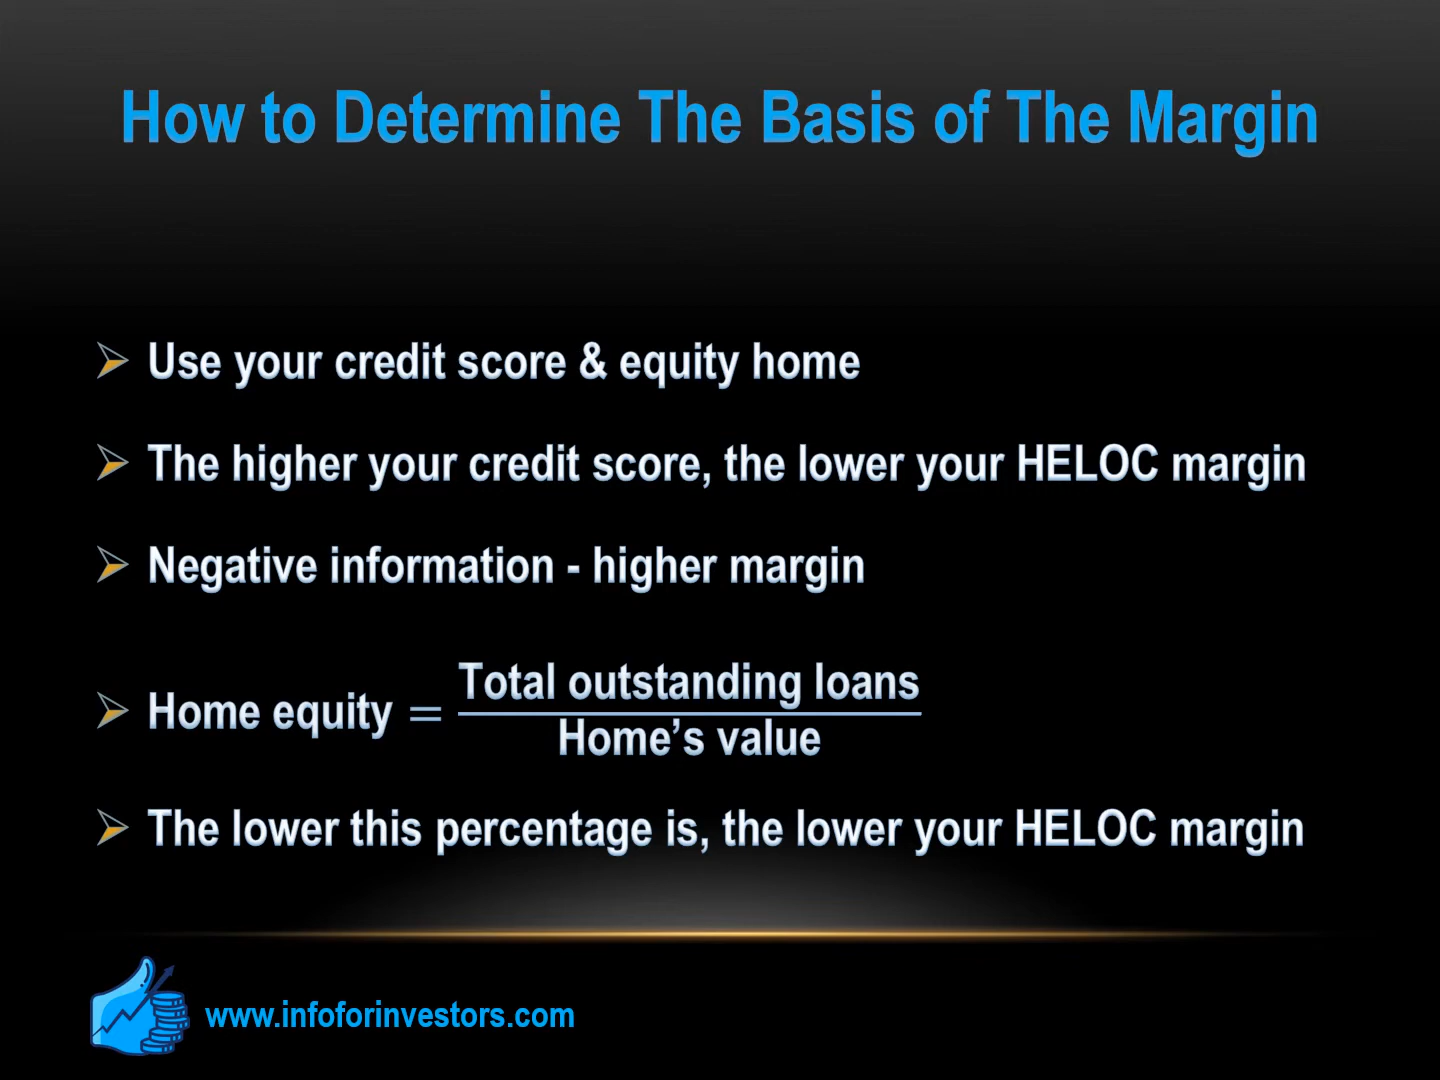 How to Determine The Basis of The Margin
Use your credit score & equity home
The higher your credit score, the lower your HELOC margin
Negative information - higher margin
Home equity = Total outstanding loans
Home’s value
The lower this percentage is, the lower your HELOC margin
www.infoforinvestors.com